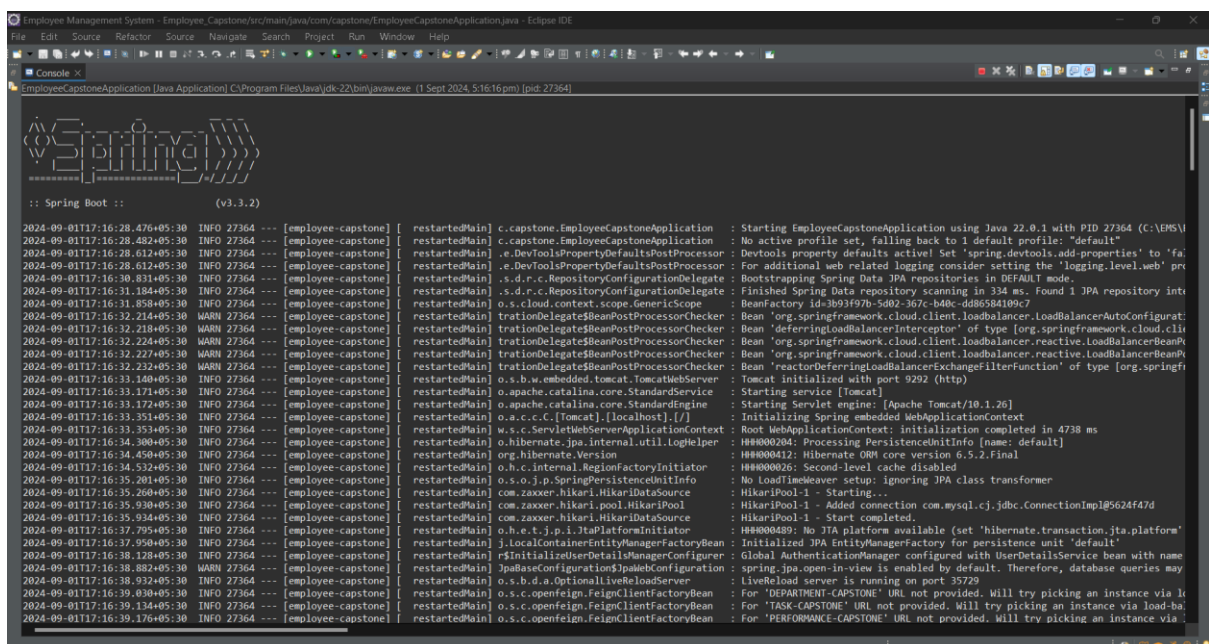 Employee Management System - Employee_Capstone/src/main/java/com/capstone/EmployeeCapstoneApplication.java - Eclipse IDE
File Edit Source Refactor Source Navigate Search Project Run Window Help
Console
EmployeeCapstoneApplication [Java Application] C:\Program Files\Java\jdk-22\bin\javaw.exe (1 Sept 2024, 5:16:16 pm) [pid: 27364]
Spring
:: Spring Boot :: (v3.3.2)
2024-09-01T17:16:28.476+05:30 INFO 27364 --- [employee-capstone] [ restartedMain] c.capstone.EmployeeCapstoneApplication : Starting EmployeeCapstoneApplication using Java 22.0.1 with PID 27364 (C:\EMS\
2024-09-01T17:16:28.482+05:30 INFO 27364 --- [employee-capstone] [ restartedMain] c.capstone.EmployeeCapstoneApplication : No active profile set, falling back to 1 default profile: "default"
2024-09-01T17:16:28.612+05:30 INFO 27364 --- [employee-capstone] [ restartedMain] .e.DevToolsPropertyDefaultsPostProcessor : Devtools property defaults active! Set 'spring.devtools.add-properties' to 'fa
2024-09-01T17:16:28.612+05:30 INFO 27364 --- [employee-capstone] [ restartedMain] .e.DevToolsPropertyDefaultsPostProcessor : For additional web related logging consider setting the 'logging.level.web' pro
2024-09-01T17:16:30.831+05:30 INFO 27364 --- [employee-capstone] [ restartedMain] .s.d.r.c.RepositoryConfigurationDelegate : Bootstrapping Spring Data JPA repositories in DEFAULT mode.
2024-09-01T17:16:31.184+05:30 INFO 27364 --- [employee-capstone] [ restartedMain] .s.d.r.c.RepositoryConfigurationDelegate : Finished Spring Data repository scanning in 334 ms. Found 1 JPA repository inte
2024-09-01T17:16:31.858+05:30 INFO 27364 --- [employee-capstone] [ restartedMain] o.s.cloud.context.scope.GenericScope : BeanFactory id=3b93f97b-5d02-367c-b40c-dd86584109c7
2024-09-01T17:16:32.214+05:30 WARN 27364 --- [employee-capstone] [ restartedMain] trationDelegate$BeanPostProcessorChecker : Bean 'org.springframework.cloud.client.loadbalancer.LoadBalancerAutoConfigurat
2024-09-01T17:16:32.218+05:30 WARN 27364 --- [employee-capstone] [ restartedMain] trationDelegate$BeanPostProcessorChecker : Bean 'deferringLoadBalancerInterceptor' of type [org.springframework.cloud.clie
2024-09-01T17:16:32.224+05:30 WARN 27364 --- [employee-capstone] [ restartedMain] trationDelegate$BeanPostProcessorChecker : Bean 'org.springframework.cloud.client.loadbalancer.reactive.LoadBalancerBeanPo
2024-09-01T17:16:32.227+05:30 WARN 27364 --- [employee-capstone] [ restartedMain] trationDelegate$BeanPostProcessorChecker : Bean 'org.springframework.cloud.client.loadbalancer.reactive.LoadBalancerBeanPo
2024-09-01T17:16:32.232+05:30 WARN 27364 --- [employee-capstone] [ restartedMain] trationDelegate$BeanPostProcessorChecker : Bean 'reactorDeferringLoadBalancerExchangeFilterFunction' of type [org.springfr
2024-09-01T17:16:33.140+05:30 INFO 27364 --- [employee-capstone] [ restartedMain] o.s.b.w.embedded.tomcat.TomcatWebServer : Tomcat initialized with port 9292 (http)
2024-09-01T17:16:33.171+05:30 INFO 27364 --- [employee-capstone] [ restartedMain] o.apache.catalina.core.StandardService : Starting service [Tomcat]
2024-09-01T17:16:33.172+05:30 INFO 27364 --- [employee-capstone] [ restartedMain] o.apache.catalina.core.StandardEngine : Starting Servlet engine: [Apache Tomcat/10.1.26]
2024-09-01T17:16:33.351+05:30 INFO 27364 --- [employee-capstone] [ restartedMain] o.a.c.c.C.[Tomcat].[localhost].[/] : Initializing Spring embedded WebApplicationContext
2024-09-01T17:16:33.353+05:30 INFO 27364 --- [employee-capstone] [ restartedMain] w.s.c.ServletWebServerApplicationContext : Root WebApplicationContext: initialization completed in 4738 ms
2024-09-01T17:16:34.300+05:30 INFO 27364 --- [employee-capstone] [ restartedMain] o.hibernate.jpa.internal.util.LogHelper : HHH000204: Processing PersistenceUnitInfo [name: default]
2024-09-01T17:16:34.450+05:30 INFO 27364 --- [employee-capstone] [ restartedMain] org.hibernate.Version : HHH000412: Hibernate ORM core version 6.5.2.Final
2024-09-01T17:16:34.532+05:30 INFO 27364 --- [employee-capstone] [ restartedMain] o.h.c.internal.RegionFactoryInitiator : HHH000026: Second-level cache disabled
2024-09-01T17:16:35.201+05:30 INFO 27364 --- [employee-capstone] [ restartedMain] o.s.o.j.p.SpringPersistenceUnitInfo : No LoadTimeWeaver setup: ignoring JPA class transformer
2024-09-01T17:16:35.260+05:30 INFO 27364 --- [employee-capstone] [ restartedMain] com.zaxxer.hikari.HikariDataSource : HikariPool-1 - Starting...
2024-09-01T17:16:35.930+05:30 INFO 27364 --- [employee-capstone] [ restartedMain] com.zaxxer.hikari.pool.HikariPool : HikariPool-1 - Added connection com.mysql.cj.jdbc.ConnectionImpl@5624f47d
2024-09-01T17:16:35.934+05:30 INFO 27364 --- [employee-capstone] [ restartedMain] com.zaxxer.hikari.HikariDataSource : HikariPool-1 - Start completed.
2024-09-01T17:16:37.795+05:30 INFO 27364 --- [employee-capstone] [ restartedMain] o.h.e.t.j.p.i.JtaPlatformInitiator : HHH000489: No JTA platform available (set 'hibernate.transaction.jta.platform'
2024-09-01T17:16:37.950+05:30 INFO 27364 --- [employee-capstone] [ restartedMain] j.LocalContainerEntityManagerFactoryBean : Initialized JPA EntityManagerFactory for persistence unit 'default'
2024-09-01T17:16:38.128+05:30 INFO 27364 --- [employee-capstone] [ restartedMain] r$InitializeUserDetailsManagerConfigurer : Global AuthenticationManager configured with UserDetailsService bean with name
2024-09-01T17:16:38.882+05:30 WARN 27364 --- [employee-capstone] [ restartedMain] JpaBaseConfiguration$JpaWebConfiguration : spring.jpa.open-in-view is enabled by default. Therefore, database queries may
2024-09-01T17:16:38.932+05:30 INFO 27364 --- [employee-capstone] [ restartedMain] o.s.b.d.a.OptionalLiveReloadServer : LiveReload server is running on port 35729
2024-09-01T17:16:39.030+05:30 INFO 27364 --- [employee-capstone] [ restartedMain] o.s.c.openfeign.FeignClientFactoryBean : For 'DEPARTMENT-CAPSTONE' URL not provided. Will try picking an instance via lo
2024-09-01T17:16:39.134+05:30 INFO 27364 --- [employee-capstone] [ restartedMain] o.s.c.openfeign.FeignClientFactoryBean : For 'TASK-CAPSTONE' URL not provided. Will try picking an instance via load-ba
2024-09-01T17:16:39.176+05:30 INFO 27364 --- [employee-capstone] [ restartedMain] o.s.c.openfeign.FeignClientFactoryBean : For 'PERFORMANCE-CAPSTONE' URL not provided. Will try picking an instance via